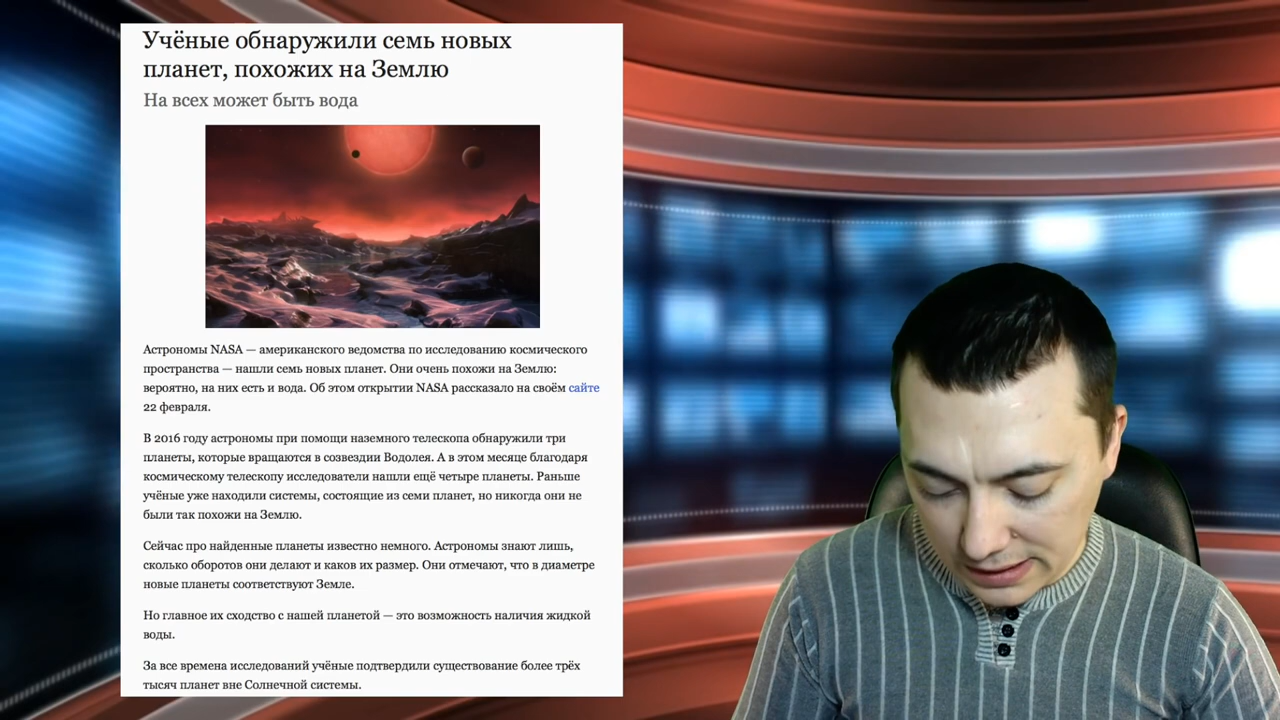 Учёные обнаружили семь новых
планет, похожих на Землю
На всех может быть вода
Астрономы NASA — американского ведомства по исследованию космического
пространства — нашли семь новых планет. Они очень похожи на Землю:
вероятно, на них есть и вода. Об этом открытии NASA рассказало на своём сайте
22 февраля.
В 2016 году астрономы при помощи наземного телескопа обнаружили три
планеты, которые вращаются в созвездии Водолея. А в этом месяце благодаря
космическому телескопу исследователи нашли ещё четыре планеты. Раньше
учёные уже находили системы, состоящие из семи планет, но никогда они не
были так похожи на Землю.
Сейчас про найденные планеты известно немного. Астрономы знают лишь,
сколько оборотов они делают и каков их размер. Они отмечают, что в диаметре
новые планеты соответствуют Земле.
Но главное их сходство с нашей планетой — это возможность наличия жидкой
воды.
За все времена исследований учёные подтвердили существование более трёх
тысяч планет вне Солнечной системы.